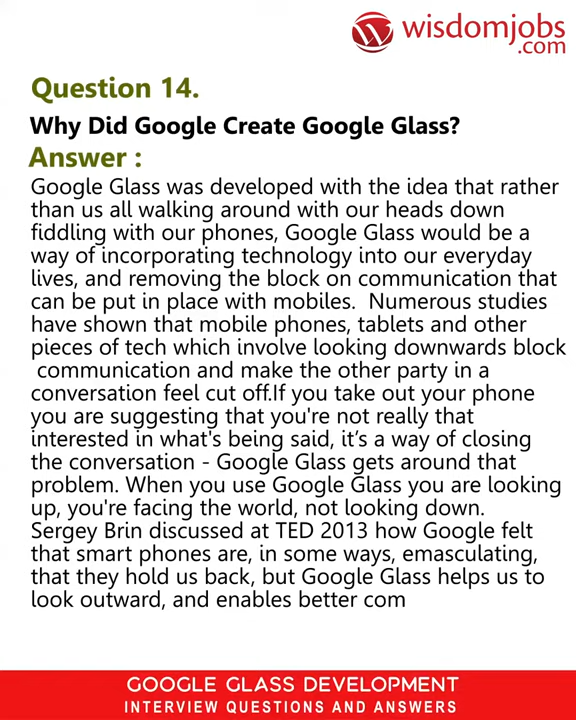 wisdomjobs
.com
Question 14.
Why Did Google Create Google Glass?
Answer :
Google Glass was developed with the idea that rather
than us all walking around with our heads down
fiddling with our phones, Google Glass would be a
way of incorporating technology into our everyday
lives, and removing the block on communication that
can be put in place with mobiles.  Numerous studies
have shown that mobile phones, tablets and other
pieces of tech which involve looking downwards block
communication and make the other party in a
conversation feel cut off.If you take out your phone
you are suggesting that you're not really that
interested in what's being said, it’s a way of closing
the conversation - Google Glass gets around that
problem. When you use Google Glass you are looking
up, you're facing the world, not looking down.
Sergey Brin discussed at TED 2013 how Google felt
that smart phones are, in some ways, emasculating,
that they hold us back, but Google Glass helps us to
look outward, and enables better com
GOOGLE GLASS DEVELOPMENT
INTERVIEW QUESTIONS AND ANSWERS